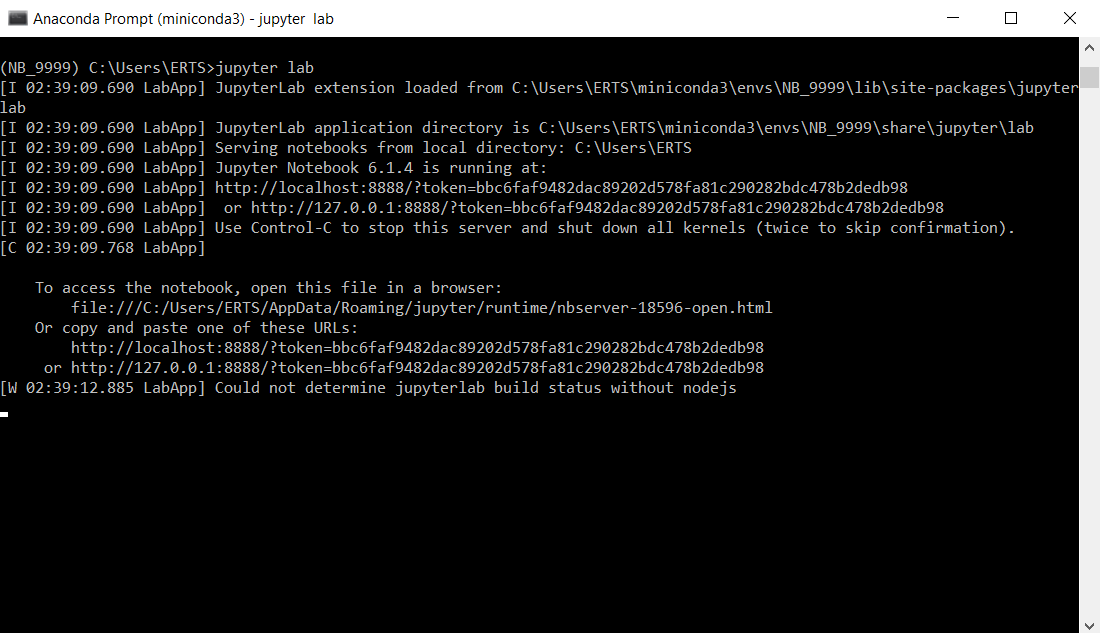 Anaconda Prompt (miniconda3) - jupyter  lab
(NB_9999) C:\Users\ERTS>jupyter lab
[I 02:39:09.690 LabApp] JupyterLab extension loaded from C:\Users\ERTS\miniconda3\envs\NB_9999\lib\site-packages\jupyter
lab
[I 02:39:09.690 LabApp] JupyterLab application directory is C:\Users\ERTS\miniconda3\envs\NB_9999\share\jupyter\lab
[I 02:39:09.690 LabApp] Serving notebooks from local directory: C:\Users\ERTS
[I 02:39:09.690 LabApp] Jupyter Notebook 6.1.4 is running at:
[I 02:39:09.690 LabApp] http://localhost:8888/?token=bbc6faf9482dac89202d578fa81c290282bdc478b2dedb98
[I 02:39:09.690 LabApp]  or http://127.0.0.1:8888/?token=bbc6faf9482dac89202d578fa81c290282bdc478b2dedb98
[I 02:39:09.690 LabApp] Use Control-C to stop this server and shut down all kernels (twice to skip confirmation).
[C 02:39:09.768 LabApp]
    To access the notebook, open this file in a browser:
        file:///C:/Users/ERTS/AppData/Roaming/jupyter/runtime/nbserver-18596-open.html
    Or copy and paste one of these URLs:
        http://localhost:8888/?token=bbc6faf9482dac89202d578fa81c290282bdc478b2dedb98
     or http://127.0.0.1:8888/?token=bbc6faf9482dac89202d578fa81c290282bdc478b2dedb98
[W 02:39:12.885 LabApp] Could not determine jupyterlab build status without nodejs